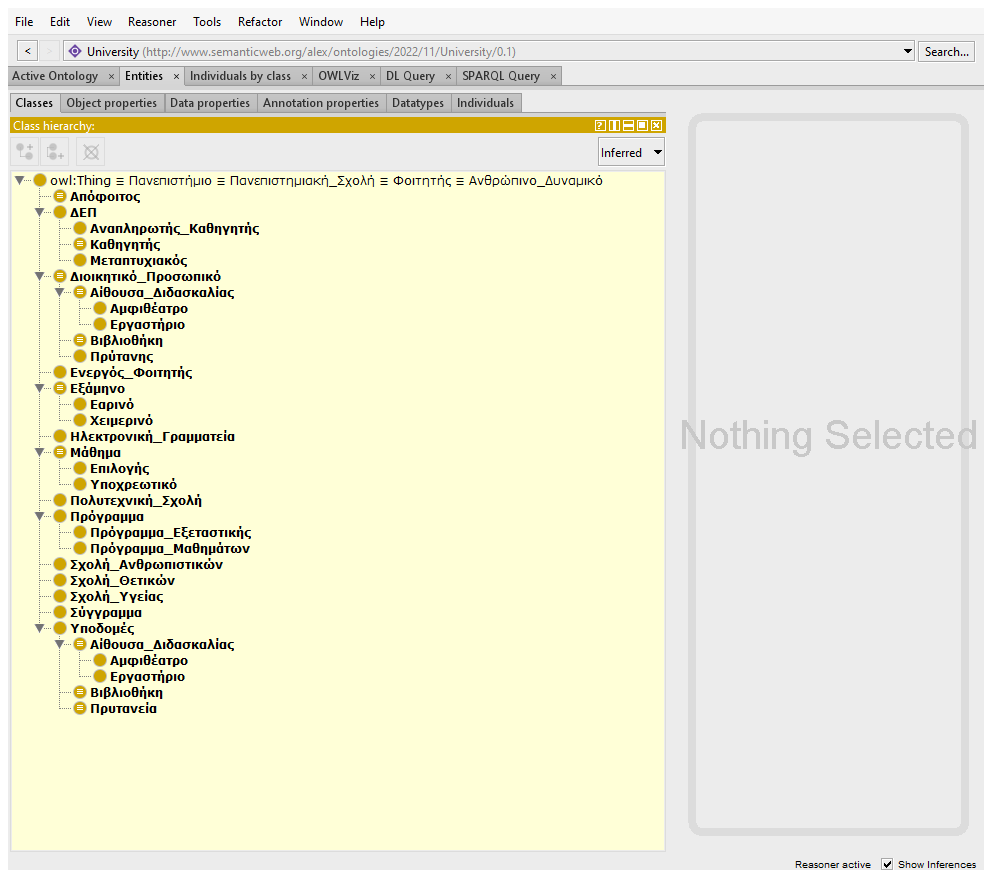 File Edit View Reasoner Tools Refactor Window Help
< > University (http://www.semanticweb.org/alex/ontologies/2022/11/University/0.1) Search...
Active Ontology × Entities × Individuals by class × OWLViz × DL Query × SPARQL Query ×
Classes Object properties Data properties Annotation properties Datatypes Individuals
Class hierarchy:
Inferred
owl:Thing ≡ Πανεπιστήμιο ≡ Πανεπιστημιακή_Σχολή ≡ Φοιτητής ≡ Ανθρώπινο_Δυναμικό
Απόφοιτος
ΔΕΠ
Αναπληρωτής_Καθηγητής
Καθηγητής
Μεταπτυχιακός
Διοικητικό_Προσωπικό
Αίθουσα_Διδασκαλίας
Αμφιθέατρο
Εργαστήριο
Βιβλιοθήκη
Πρύτανης
Ενεργός_Φοιτητής
Εξάμηνο
Εαρινό
Χειμερινό
Ηλεκτρονική_Γραμματεία
Μάθημα
Επιλογής
Υποχρεωτικό
Πολυτεχνική_Σχολή
Πρόγραμμα
Πρόγραμμα_Εξεταστικής
Πρόγραμμα_Μαθημάτων
Σχολή_Ανθρωπιστικών
Σχολή_Θετικών
Σχολή_Υγείας
Σύγγραμμα
Υποδομές
Αίθουσα_Διδασκαλίας
Αμφιθέατρο
Εργαστήριο
Βιβλιοθήκη
Πρυτανεία
Nothing Selected
Reasoner active Show Inferences